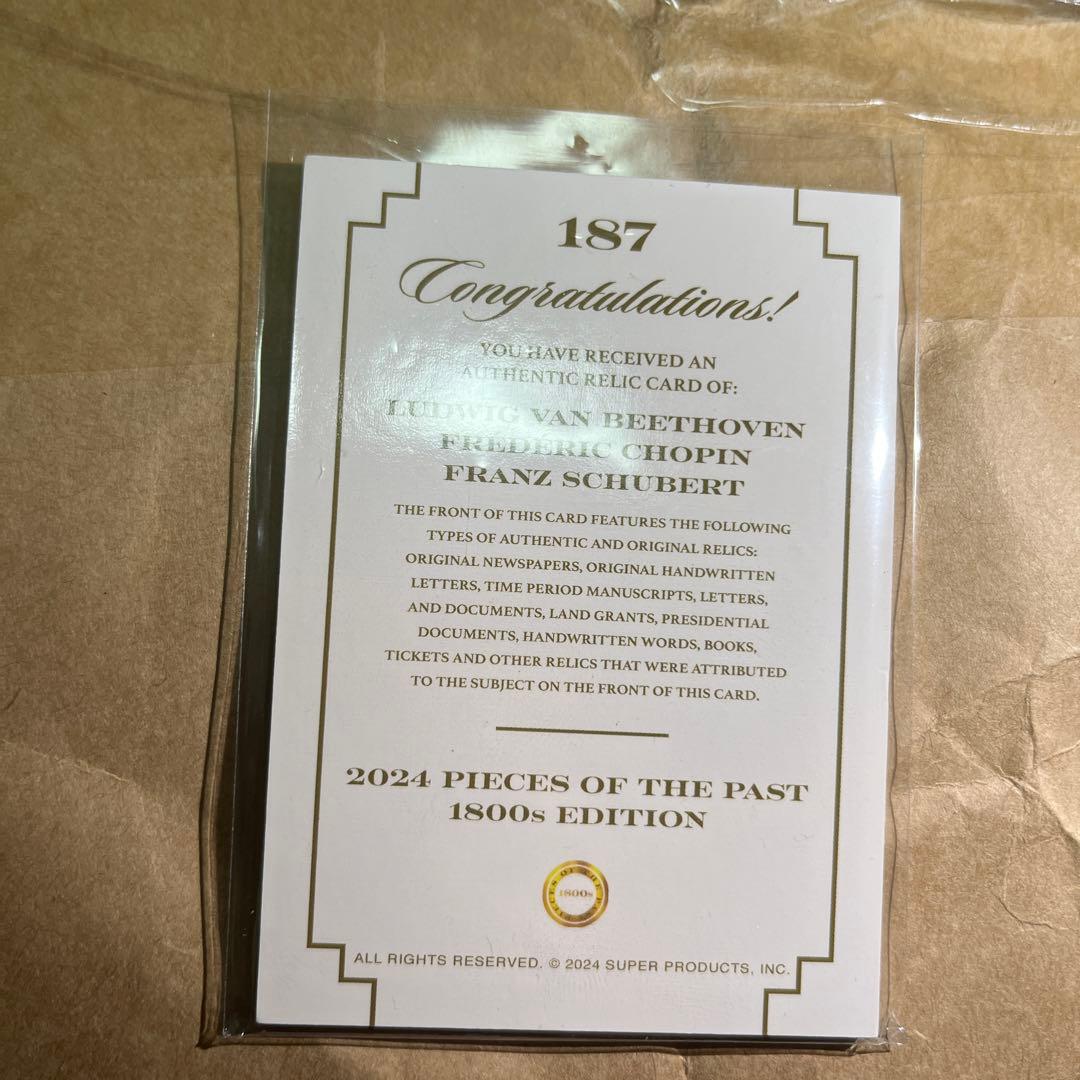 187
Congratulations!
YOU HAVE RECEIVED AN
AUTHENTIC RELIC CARD OF:
LUDWIG VAN BEETHOVEN
FREDERIC CHOPIN
FRANZ SCHUBERT
THE FRONT OF THIS CARD FEATURES THE FOLLOWING
TYPES OF AUTHENTIC AND ORIGINAL RELICS:
ORIGINAL NEWSPAPERS, ORIGINAL HANDWRITTEN
LETTERS, TIME PERIOD MANUSCRIPTS, LETTERS,
AND DOCUMENTS, LAND GRANTS, PRESIDENTIAL
DOCUMENTS, HANDWRITTEN WORDS, BOOKS,
TICKETS AND OTHER RELICS THAT WERE ATTRIBUTED
TO THE SUBJECT ON THE FRONT OF THIS CARD.
2024 PIECES OF THE PAST
1800s EDITION
PIECES OF THE PAST
1800s
ALL RIGHTS RESERVED. © 2024 SUPER PRODUCTS, INC.